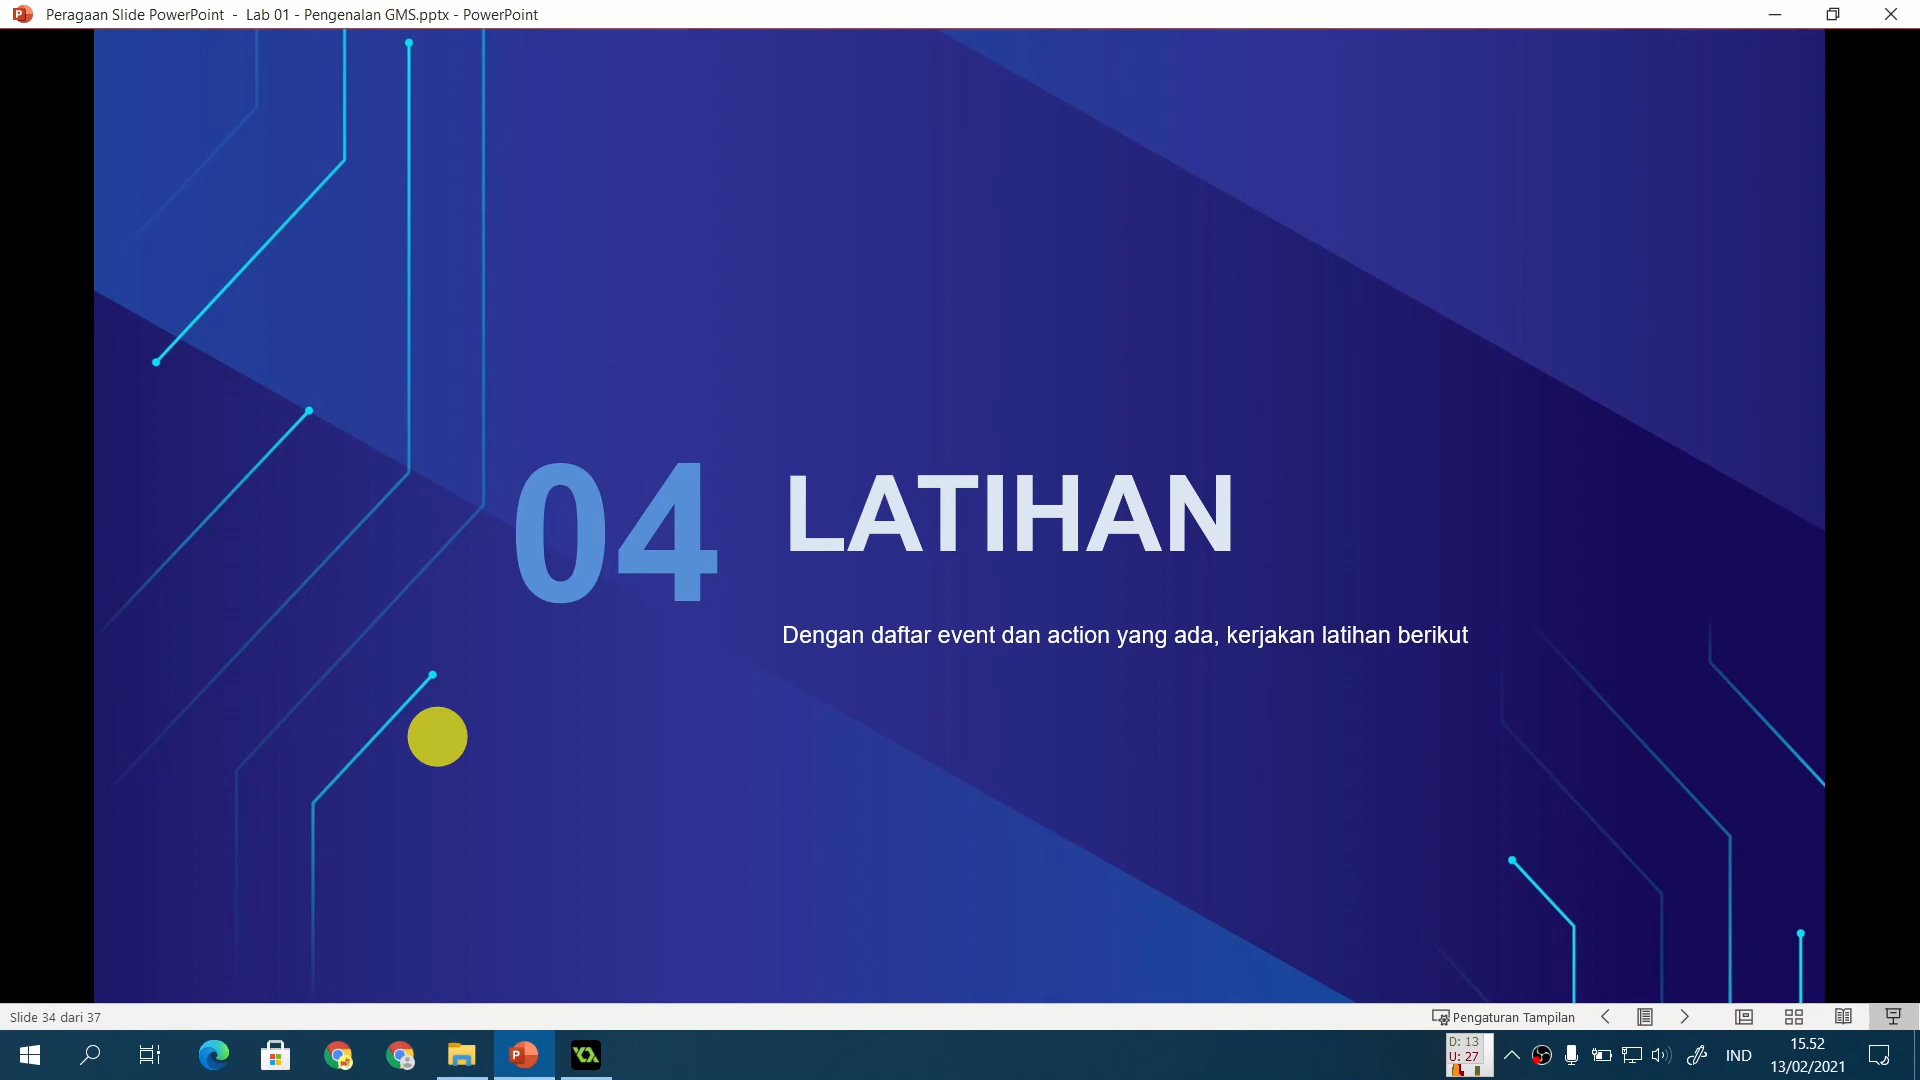 Peragaan Slide PowerPoint - Lab 01 - Pengenalan GMS.pptx - PowerPoint
04
LATIHAN
Dengan daftar event dan action yang ada, kerjakan latihan berikut
Slide 34 dari 37
Pengaturan Tampilan
D: 13
U: 27
IND
15.52
13/02/2021